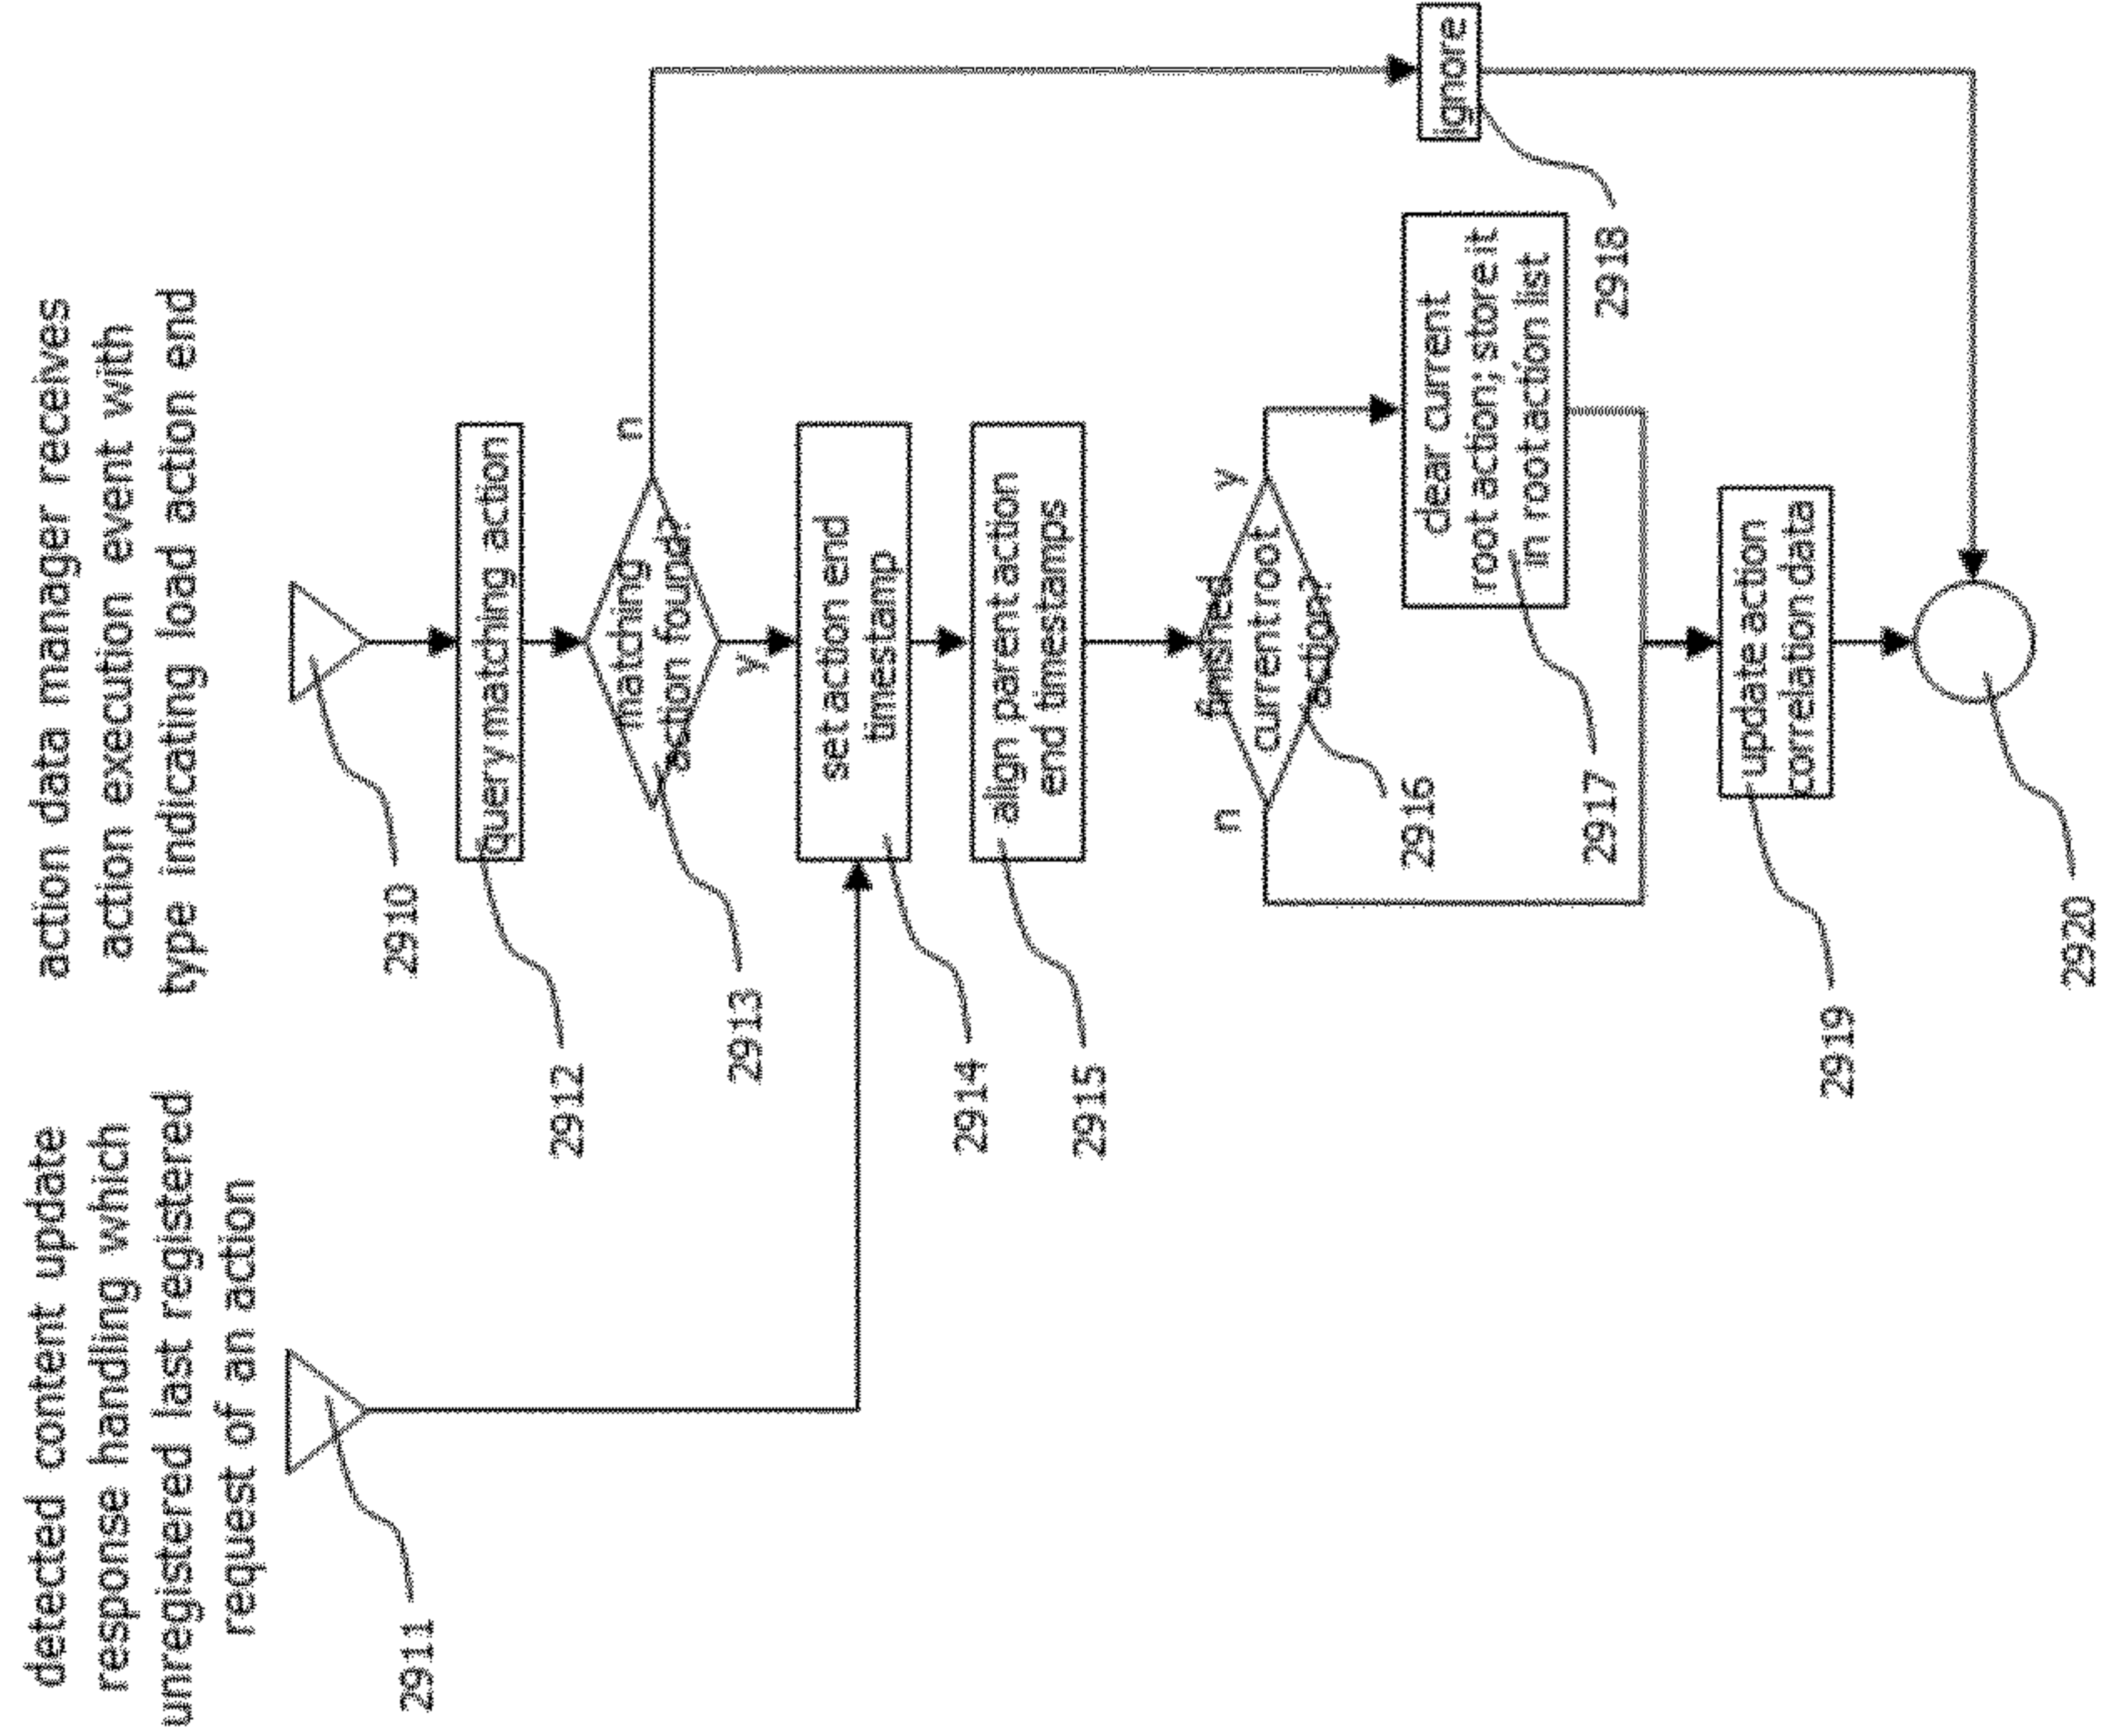 detected content update
response handling which
unregistered last registered
request of an action
2911
action data manager receives
action execution event with
type indicating load action end
2910
query matching action
2912
matching
action found?
n
y
2913
set action end
timestamp
2914
align parent action
end timestamps
2915
finished
current root
action?
n
y
2916
clear current
root action; store it
in root action list
2917
ignore
2918
update action
correlation data
2919
2920